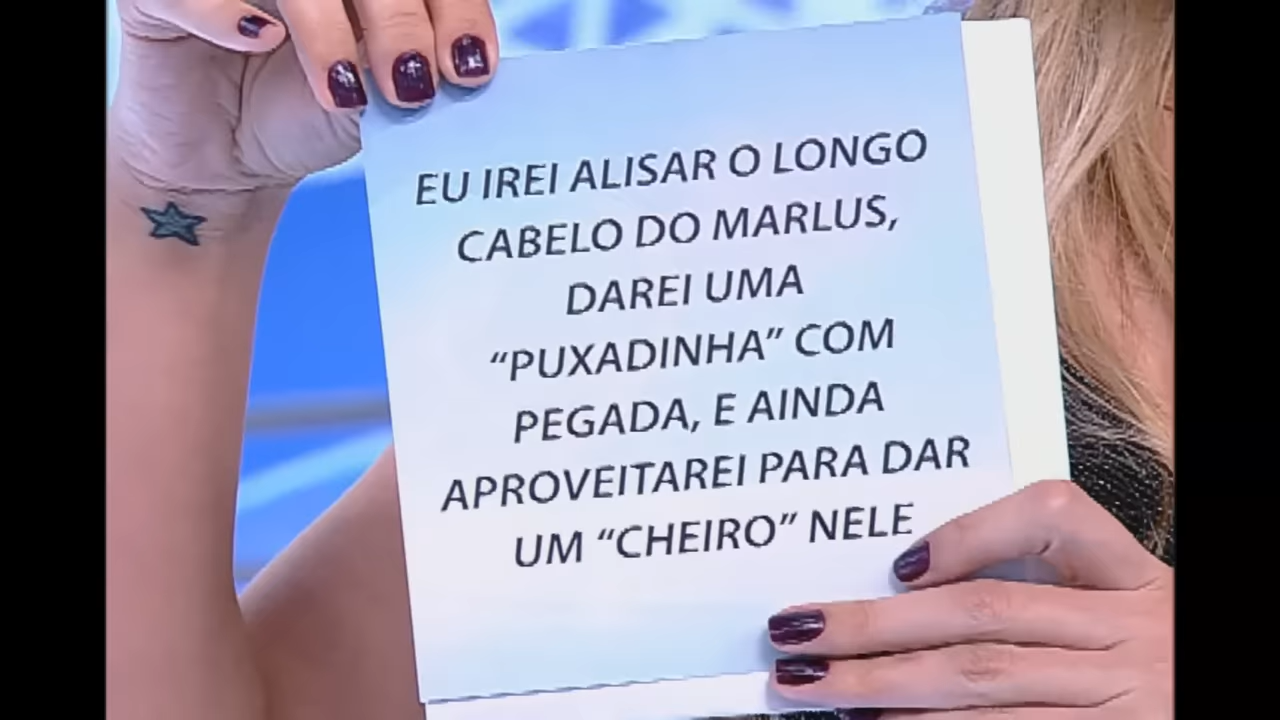 EU IREI ALISAR O LONGO
CABELO DO MARLUS,
DAREI UMA
“PUXADINHA” COM
PEGADA, E AINDA
APROVEITAREI PARA DAR
UM “CHEIRO” NELE